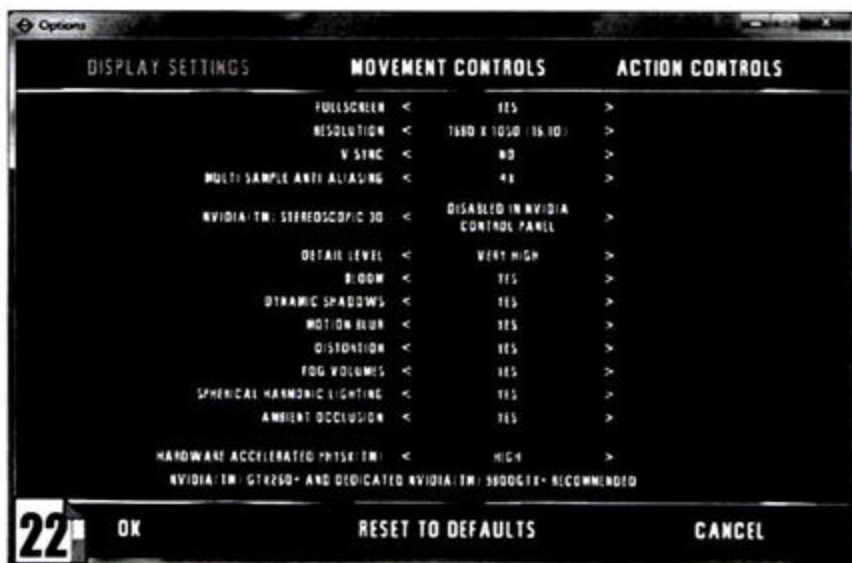 Options
DISPLAY SETTINGS MOVEMENT CONTROLS ACTION CONTROLS
FULLSCREEN < YES >
RESOLUTION < 1680 X 1050 (16:10) >
V SYNC < NO >
MULTI SAMPLE ANTI ALIASING < 4X >
NVIDIA(TM) STEREOSCOPIC 3D < DISABLED IN NVIDIA CONTROL PANEL >
DETAIL LEVEL < VERY HIGH >
BLOOM < YES >
DYNAMIC SHADOWS < YES >
MOTION BLUR < YES >
DISTORTION < YES >
FOG VOLUMES < YES >
SPHERICAL HARMONIC LIGHTING < YES >
AMBIENT OCCLUSION < YES >
HARDWARE ACCELERATED PHYSX(TM) < HIGH >
NVIDIA(TM) GTX260+ AND DEDICATED NVIDIA(TM) 9800GTX+ RECOMMENDED
22 OK RESET TO DEFAULTS CANCEL